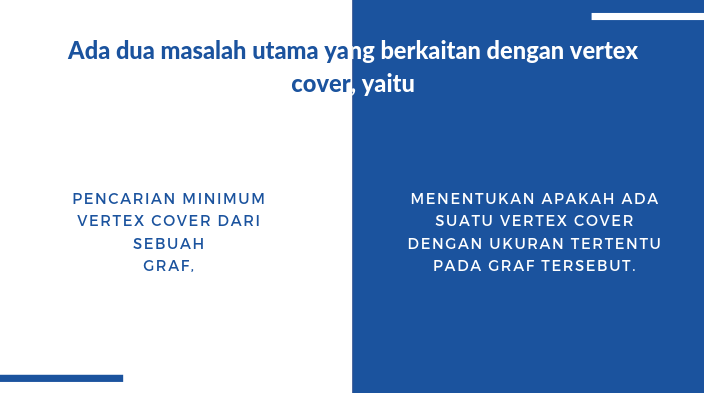 Ada dua masalah utama yang berkaitan dengan vertex
cover, yaitu
PENCARIAN MINIMUM
VERTEX COVER DARI
SEBUAH
GRAF,
MENENTUKAN APAKAH ADA
SUATU VERTEX COVER
DENGAN UKURAN TERTENTU
PADA GRAF TERSEBUT.